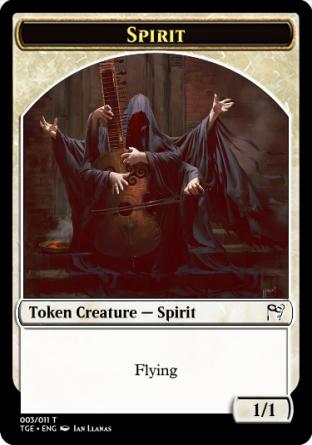 Spirit
Token Creature — Spirit
Flying
1/1
003/011 T
TGE • ENG Ian Llanas